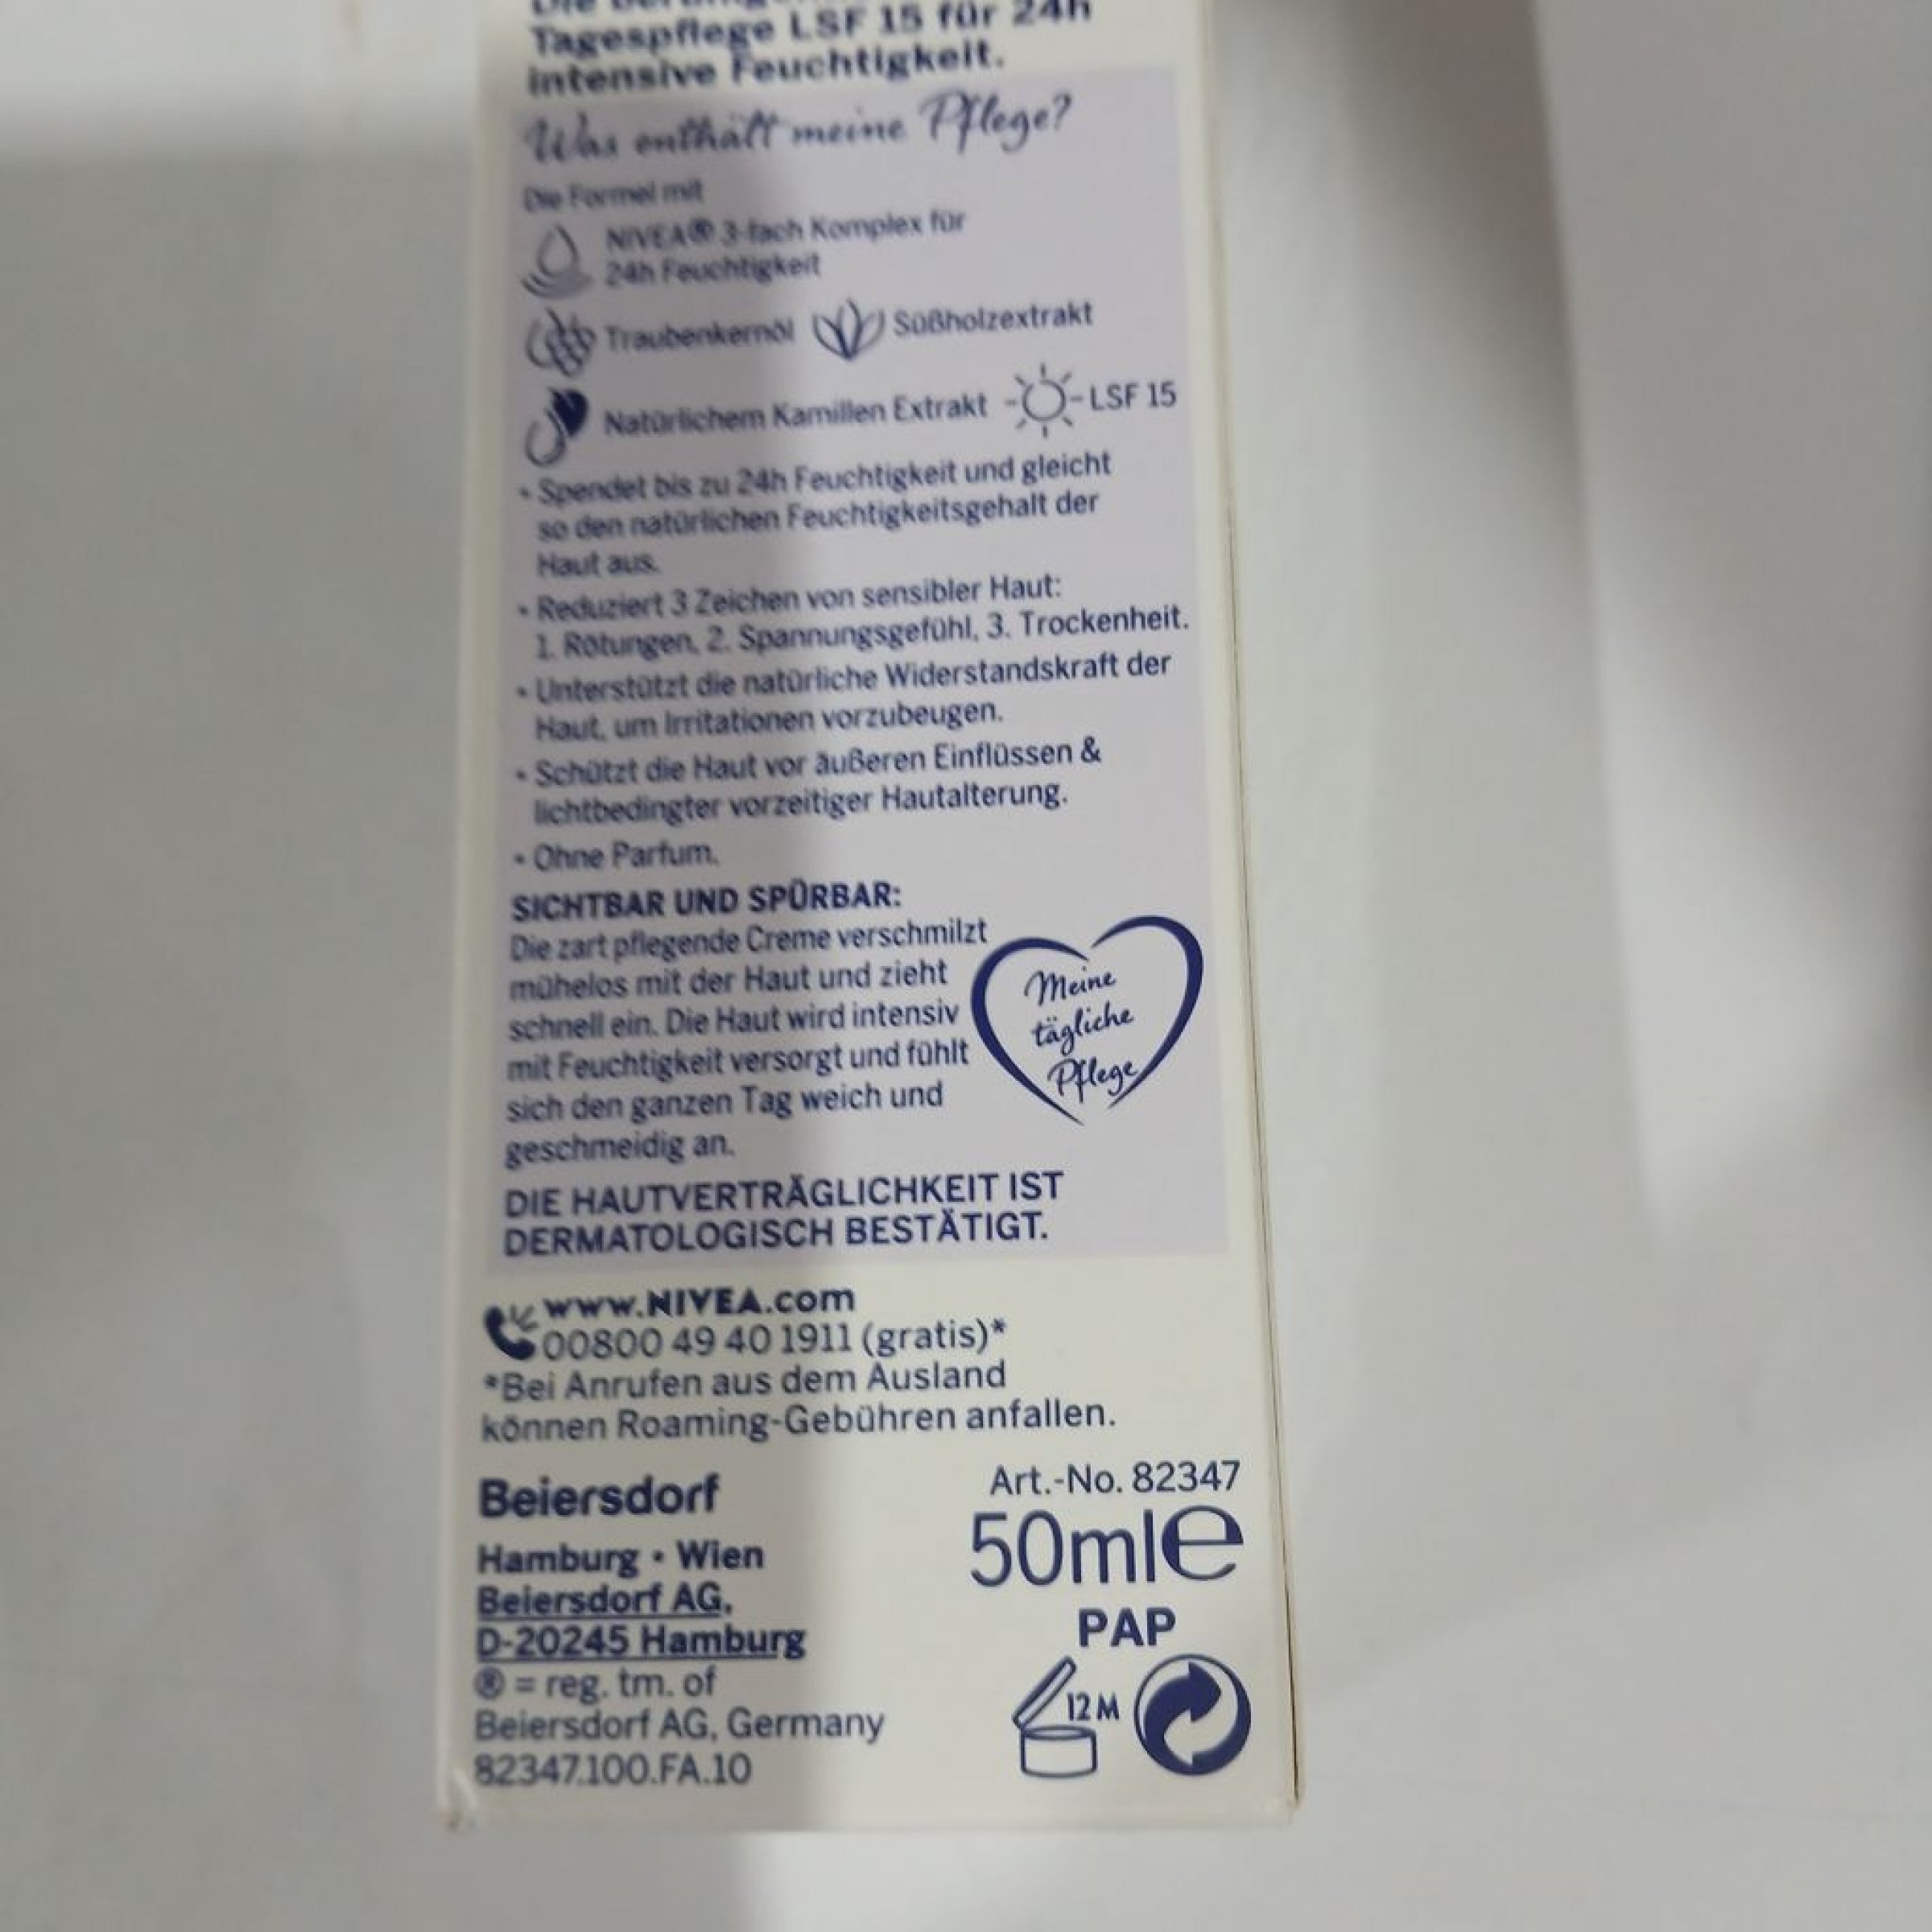 Tagespflege LSF 15 für 24h
intensive Feuchtigkeit.
Was enthält meine Pflege?
Die Formel mit
NIVEA® 3-fach Komplex für
24h Feuchtigkeit
Traubenkernöl Süßholzextrakt
Natürlichem Kamillen Extrakt LSF 15
• Spendet bis zu 24h Feuchtigkeit und gleicht
so den natürlichen Feuchtigkeitsgehalt der
Haut aus.
• Reduziert 3 Zeichen von sensibler Haut:
1. Rötungen, 2. Spannungsgefühl, 3. Trockenheit.
• Unterstützt die natürliche Widerstandskraft der
Haut, um Irritationen vorzubeugen.
• Schützt die Haut vor äußeren Einflüssen &
lichtbedingter vorzeitiger Hautalterung.
• Ohne Parfum.
SICHTBAR UND SPÜRBAR:
Die zart pflegende Creme verschmilzt
mühelos mit der Haut und zieht
schnell ein. Die Haut wird intensiv
mit Feuchtigkeit versorgt und fühlt
sich den ganzen Tag weich und
geschmeidig an.
Meine
tägliche
Pflege
DIE HAUTVERTRÄGLICHKEIT IST
DERMATOLOGISCH BESTÄTIGT.
www.NIVEA.com
00800 49 40 1911 (gratis)*
*Bei Anrufen aus dem Ausland
können Roaming-Gebühren anfallen.
Beiersdorf
Hamburg • Wien
Beiersdorf AG,
D-20245 Hamburg
® = reg. tm. of
Beiersdorf AG, Germany
82347.100.FA.10
Art.-No. 82347
50ml e
PAP
12 M